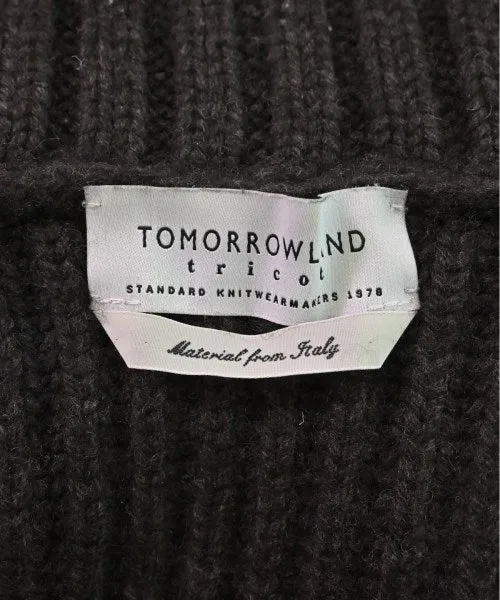 TOMORROWLAND
tricot
STANDARD KNITWEARMAKERS 1978
Material from Italy